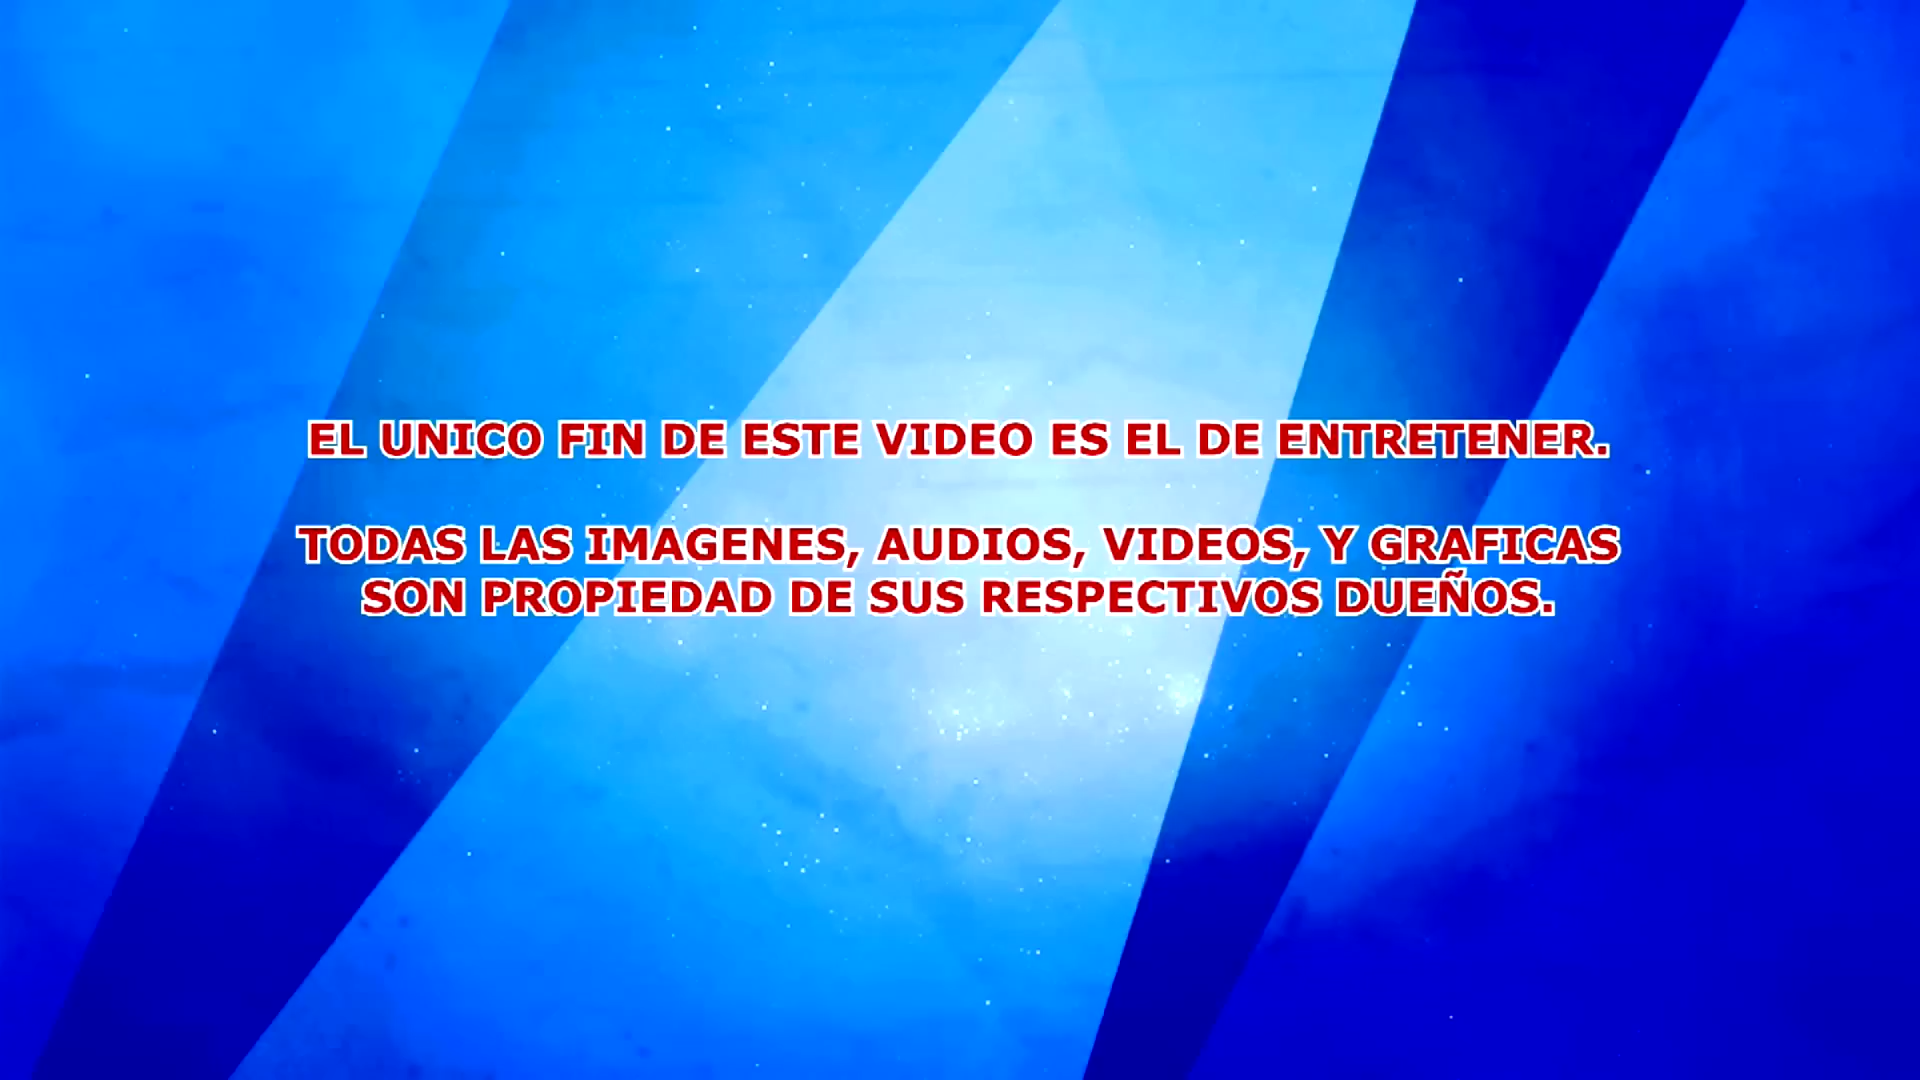 EL UNICO FIN DE ESTE VIDEO ES EL DE ENTRETENER.
TODAS LAS IMAGENES, AUDIOS, VIDEOS, Y GRAFICAS
SON PROPIEDAD DE SUS RESPECTIVOS DUEÑOS.